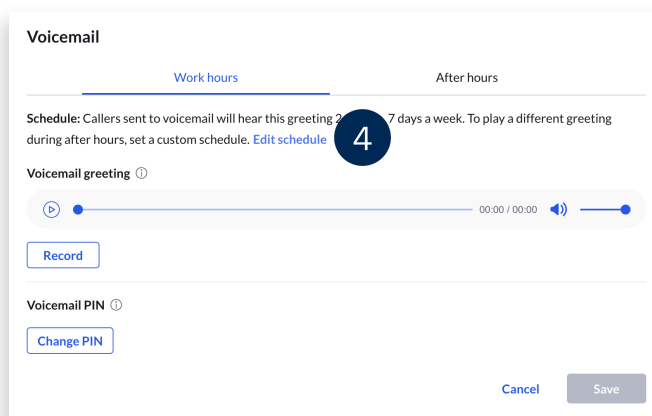 Voicemail
Work hours After hours
Schedule: Callers sent to voicemail will hear this greeting 2 7 days a week. To play a different greeting
during after hours, set a custom schedule. Edit schedule
4
Voicemail greeting
00:00 / 00:00
Record
Voicemail PIN
Change PIN
Cancel Save